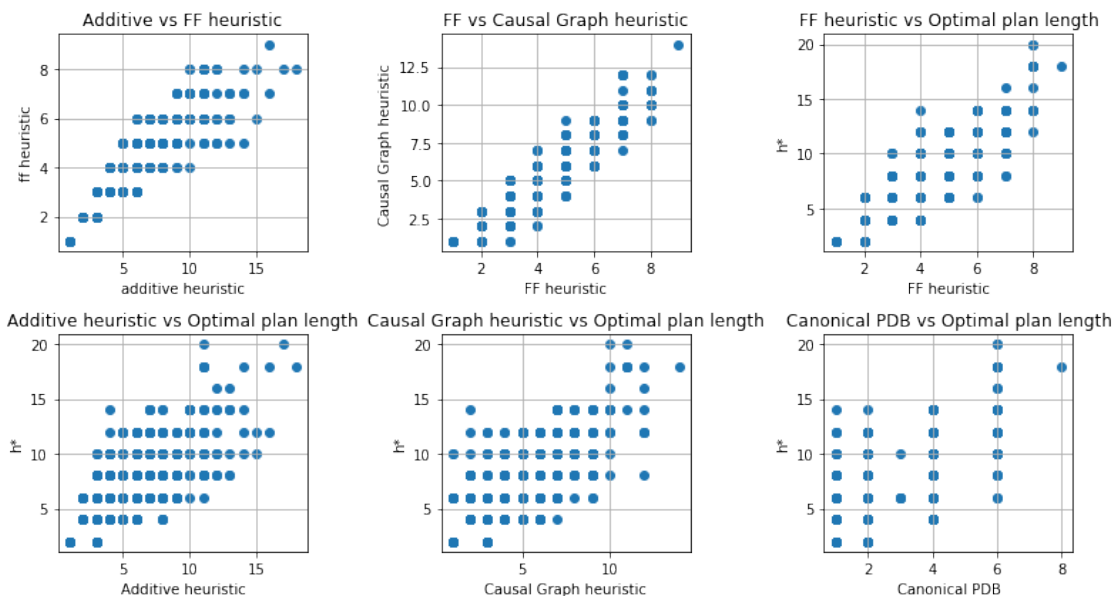 Additive vs FF heuristic
8
6
4
2
ff heuristic
5 10 15
additive heuristic
FF vs Causal Graph heuristic
12.5
10.0
7.5
5.0
2.5
Causal Graph heuristic
2 4 6 8
FF heuristic
FF heuristic vs Optimal plan length
20
15
10
5
h*
2 4 6 8
FF heuristic
Additive heuristic vs Optimal plan length
20
15
10
5
h*
5 10 15
Additive heuristic
Causal Graph heuristic vs Optimal plan length
20
15
10
5
h*
5 10
Causal Graph heuristic
Canonical PDB vs Optimal plan length
20
15
10
5
h*
2 4 6 8
Canonical PDB